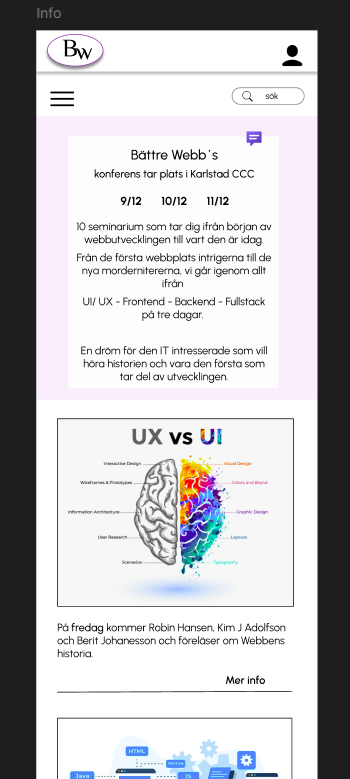 Info
BW
sök
Bättre Webb´s
konferens tar plats i Karlstad CCC
9/12 10/12 11/12
10 seminarium som tar dig ifrån början av
webbutvecklingen till vart den är idag.
Från de första webbplats intrigerna till de
nya mordernitererna, vi går igenom allt
ifrån
UI/ UX - Frontend - Backend - Fullstack
på tre dagar.
En dröm för den IT intresserade som vill
höra historien och vara den första som
tar del av utvecklingen.
UX vs UI
Interactive Design
Visual Design
Wireframes & Prototypes
Colors and Brand
Information Architecture
Graphic Design
User Research
Layouts
Scenarios
Typography
På fredag kommer Robin Hansen, Kim J Adolfson
och Berit Johanesson och föreläser om Webbens
historia.
Mer info
HTML
PYTHON
Java
JS